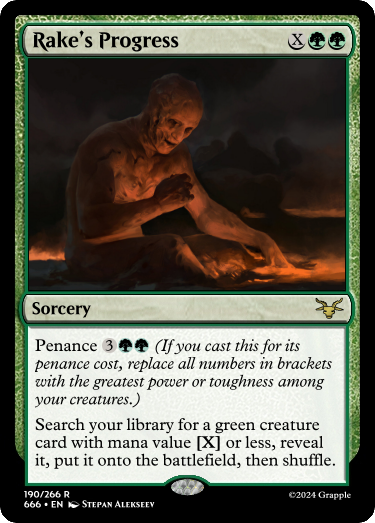 Rake's Progress X
Sorcery
Penance 3 (If you cast this for its
penance cost, replace all numbers in brackets
with the greatest power or toughness among
your creatures.)
Search your library for a green creature
card with mana value [X] or less, reveal
it, put it onto the battlefield, then shuffle.
190/266 R
666 • EN Stepan Alekseev
©2024 Grapple